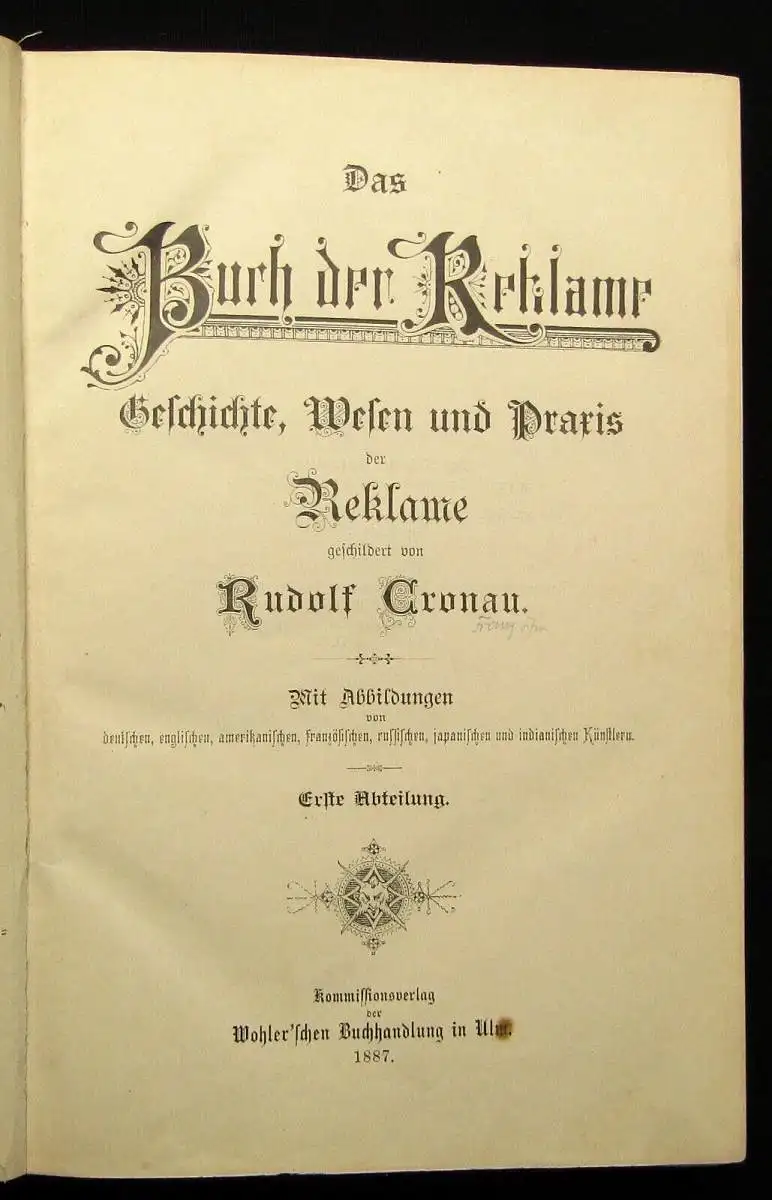 Das
Buch der Reklame
Geschichte, Wesen und Praxis
der
Reklame
geschildert von
Rudolf Cronau.
Mit Abbildungen
von
deutschen, englischen, amerikanischen, französischen, russischen, japanischen und indianischen Künstlern.
Erste Abteilung.
Kommissionsverlag
der
Wohler'schen Buchhandlung in Ulm.
1887.